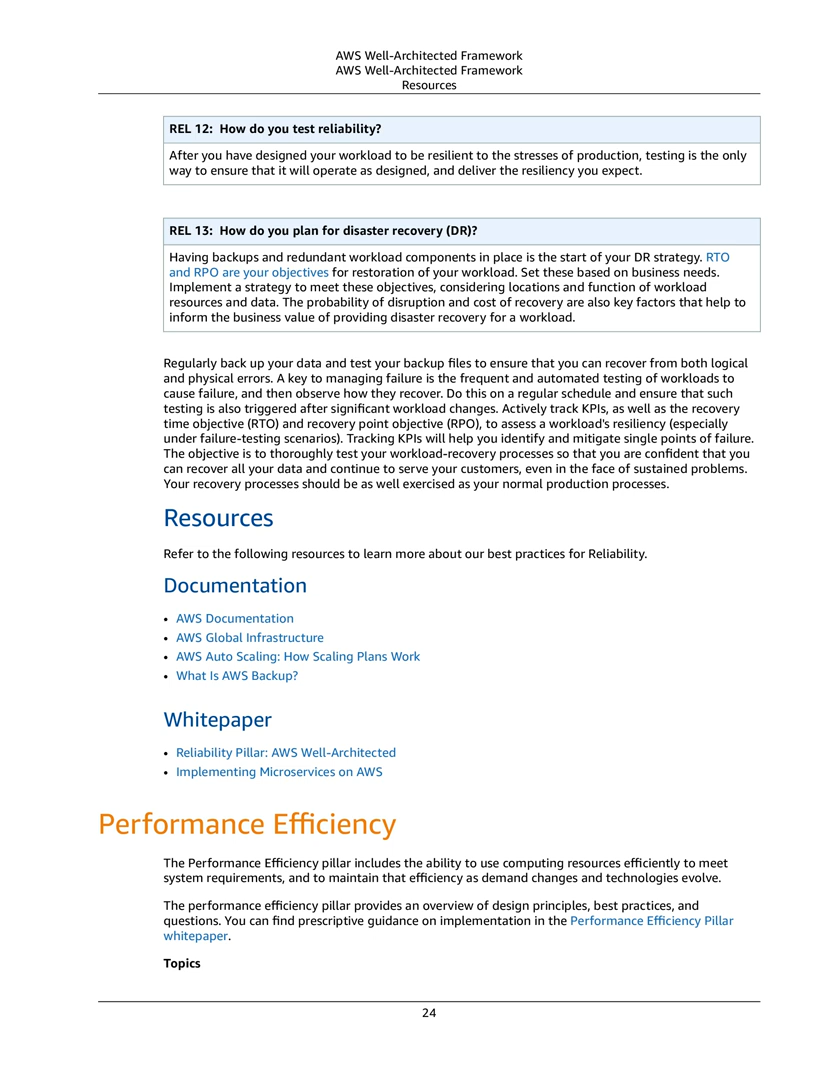 AWS Well-Architected Framework
AWS Well-Architected Framework
Resources
REL 12: How do you test reliability?
After you have designed your workload to be resilient to the stresses of production, testing is the only
way to ensure that it will operate as designed, and deliver the resiliency you expect.
REL 13: How do you plan for disaster recovery (DR)?
Having backups and redundant workload components in place is the start of your DR strategy. RTO
and RPO are your objectives for restoration of your workload. Set these based on business needs.
Implement a strategy to meet these objectives, considering locations and function of workload
resources and data. The probability of disruption and cost of recovery are also key factors that help to
inform the business value of providing disaster recovery for a workload.
Regularly back up your data and test your backup files to ensure that you can recover from both logical
and physical errors. A key to managing failure is the frequent and automated testing of workloads to
cause failure, and then observe how they recover. Do this on a regular schedule and ensure that such
testing is also triggered after significant workload changes. Actively track KPIs, as well as the recovery
time objective (RTO) and recovery point objective (RPO), to assess a workload's resiliency (especially
under failure-testing scenarios). Tracking KPIs will help you identify and mitigate single points of failure.
The objective is to thoroughly test your workload-recovery processes so that you are confident that you
can recover all your data and continue to serve your customers, even in the face of sustained problems.
Your recovery processes should be as well exercised as your normal production processes.
Resources
Refer to the following resources to learn more about our best practices for Reliability.
Documentation
• AWS Documentation
• AWS Global Infrastructure
• AWS Auto Scaling: How Scaling Plans Work
• What Is AWS Backup?
Whitepaper
• Reliability Pillar: AWS Well-Architected
• Implementing Microservices on AWS
Performance Efficiency
The Performance Efficiency pillar includes the ability to use computing resources efficiently to meet
system requirements, and to maintain that efficiency as demand changes and technologies evolve.
The performance efficiency pillar provides an overview of design principles, best practices, and
questions. You can find prescriptive guidance on implementation in the Performance Efficiency Pillar
whitepaper.
Topics
24